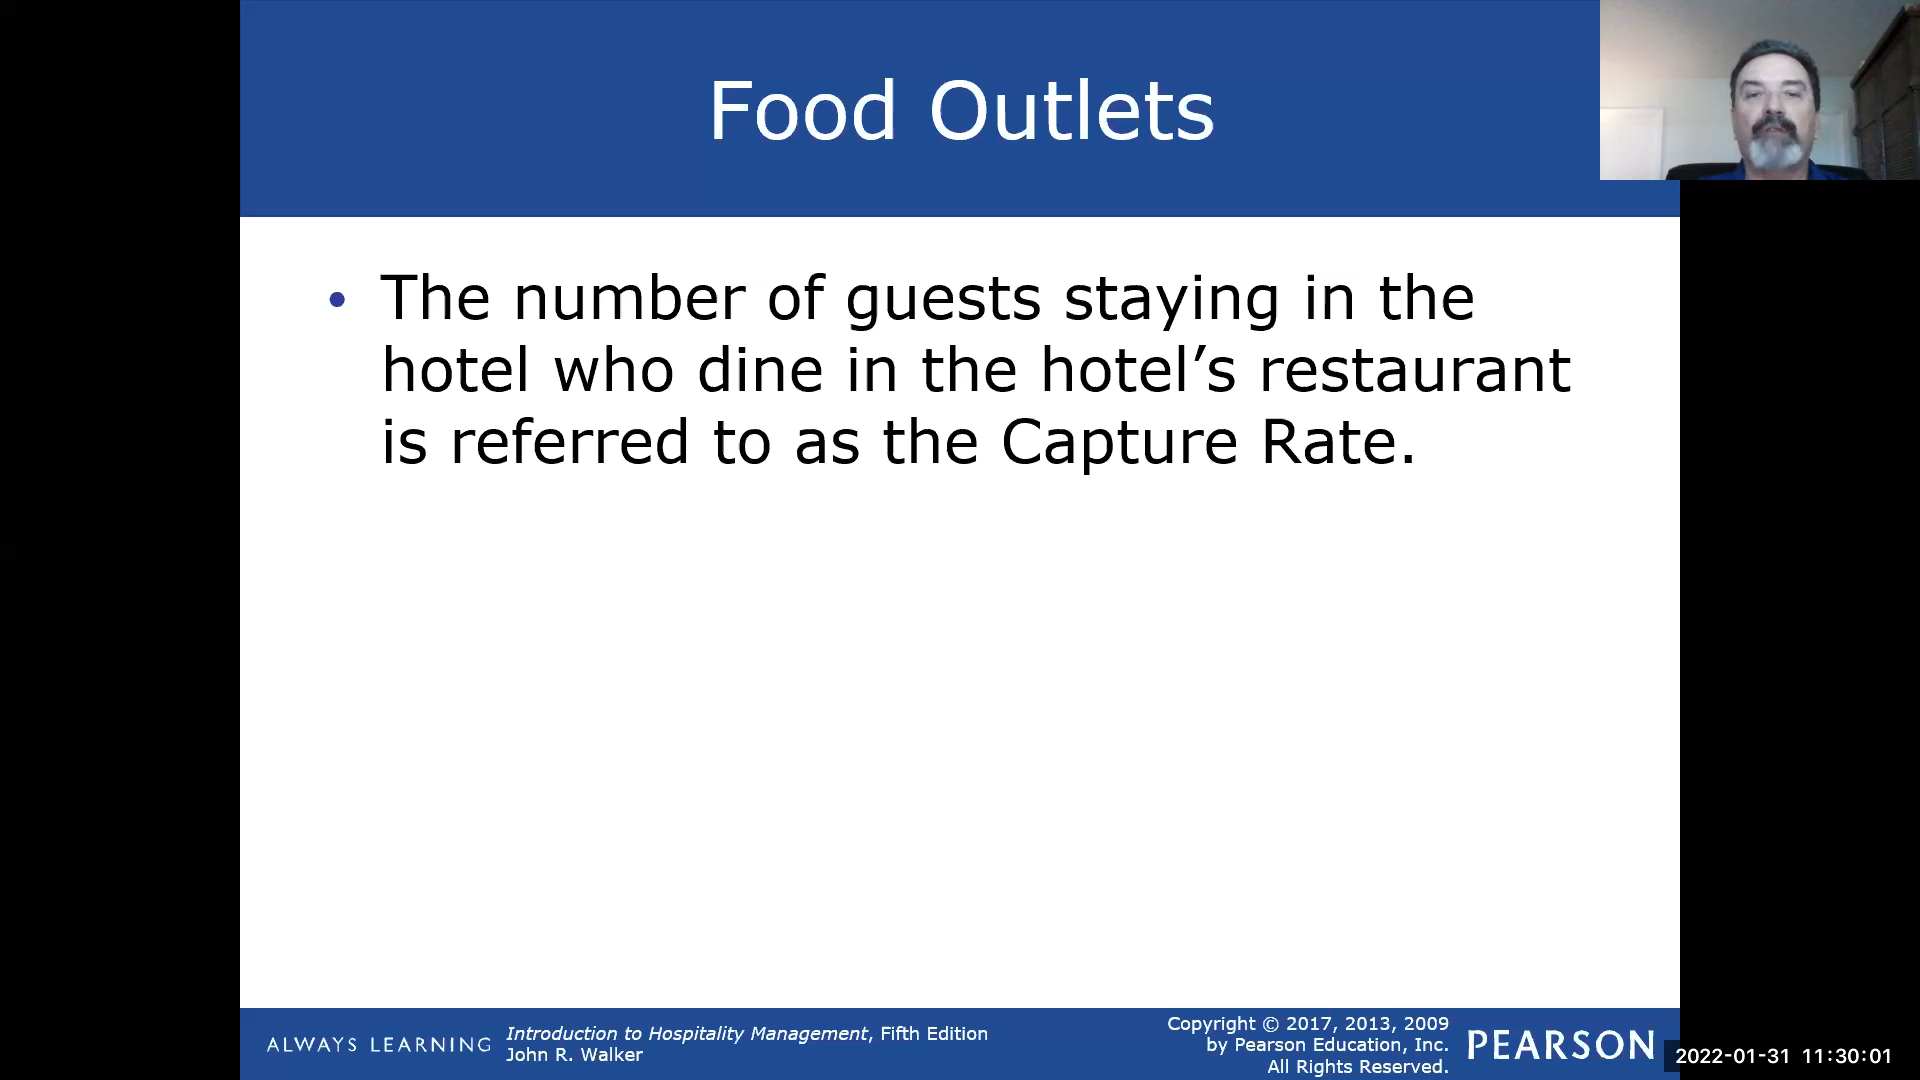 Food Outlets
• The number of guests staying in the
hotel who dine in the hotel’s restaurant
is referred to as the Capture Rate.
ALWAYS LEARNING
Introduction to Hospitality Management, Fifth Edition
John R. Walker
Copyright © 2017, 2013, 2009
by Pearson Education, Inc.
All Rights Reserved.
PEARSON
2022-01-31 11:30:01